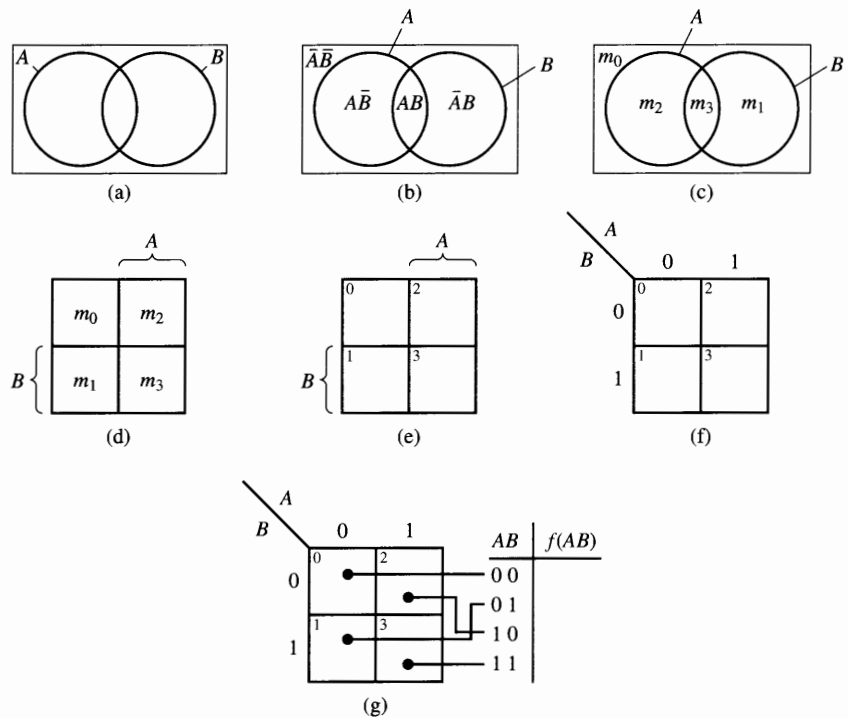 A B
(a)
A
ĀB̄ B
AB̄ AB ĀB
(b)
A
m₀ B
m₂ m₃ m₁
(c)
A
m₀ m₂
B m₁ m₃
(d)
A
0 2
B 1 3
(e)
A
B 0 1
0 0 2
1 1 3
(f)
A
B 0 1
0 0 2
1 1 3
AB f(AB)
0 0
0 1
1 0
1 1
(g)